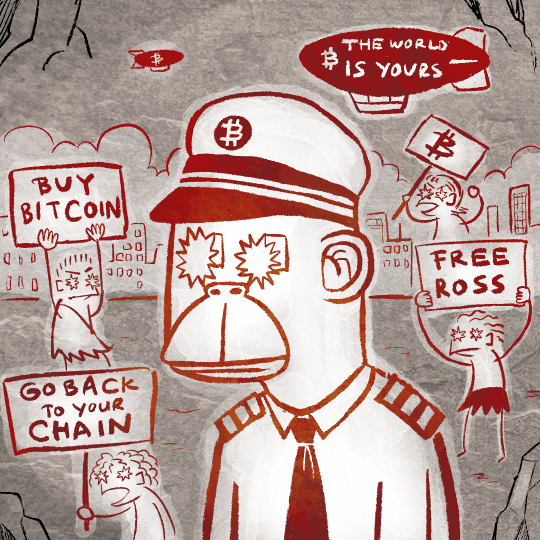 THE WORLD
₿ IS YOURS
₿
₿
₿
BUY
BITCOIN
FREE
ROSS
GO BACK
TO YOUR
CHAIN